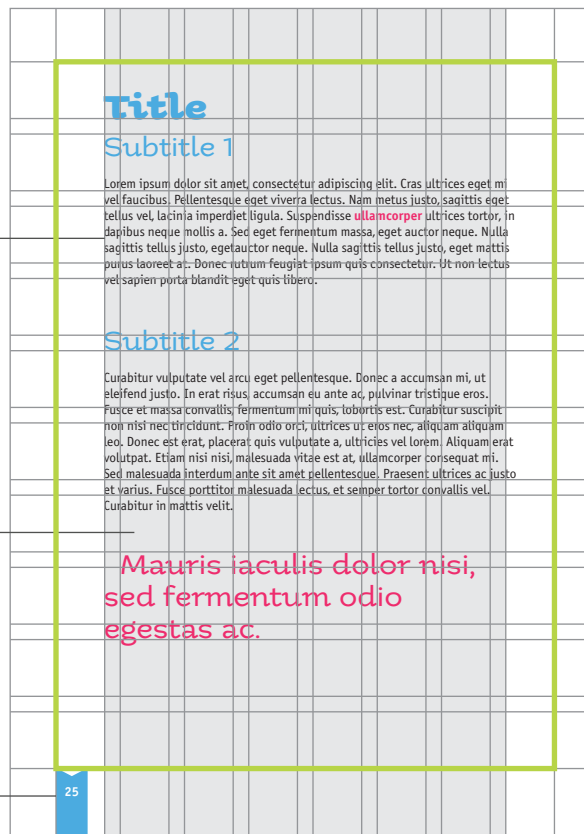 Title
Subtitle 1
Lorem ipsum dolor sit amet, consectetur adipiscing elit. Cras ultrices eget mi
vel faucibus. Pellentesque eget viverra lectus. Nam metus justo, sagittis eget
tellus vel, lacinia imperdiet ligula. Suspendisse ullamcorper ultrices tortor, in
dapibus neque mollis a. Sed eget fermentum massa, eget auctor neque. Nulla
sagittis tellus justo, egetauctor neque. Nulla sagittis tellus justo, eget mattis
purus laoreet at. Donec rutrum feugiat ipsum quis consectetur. Ut non lectus
vel sapien porta blandit eget quis libero.
Subtitle 2
Curabitur vulputate vel arcu eget pellentesque. Donec a accumsan mi, ut
eleifend justo. In erat risus, accumsan eu ante ac, pulvinar tristique eros.
Fusce et massa convallis, fermentum mi quis, lobortis est. Curabitur suscipit
non nisi nec tincidunt. Proin odio orci, ultrices ut eros nec, aliquam aliquam
leo. Donec est erat, placerat quis vulputate a, ultricies vel lorem. Aliquam erat
volutpat. Etiam nisi nisi, malesuada vitae est at, ullamcorper consequat mi.
Sed malesuada interdum ante sit amet pellentesque. Praesent ultrices ac justo
et varius. Fusce porttitor malesuada lectus, et semper tortor convallis vel.
Curabitur in mattis velit.
Mauris iaculis dolor nisi,
sed fermentum odio
egestas ac.
25